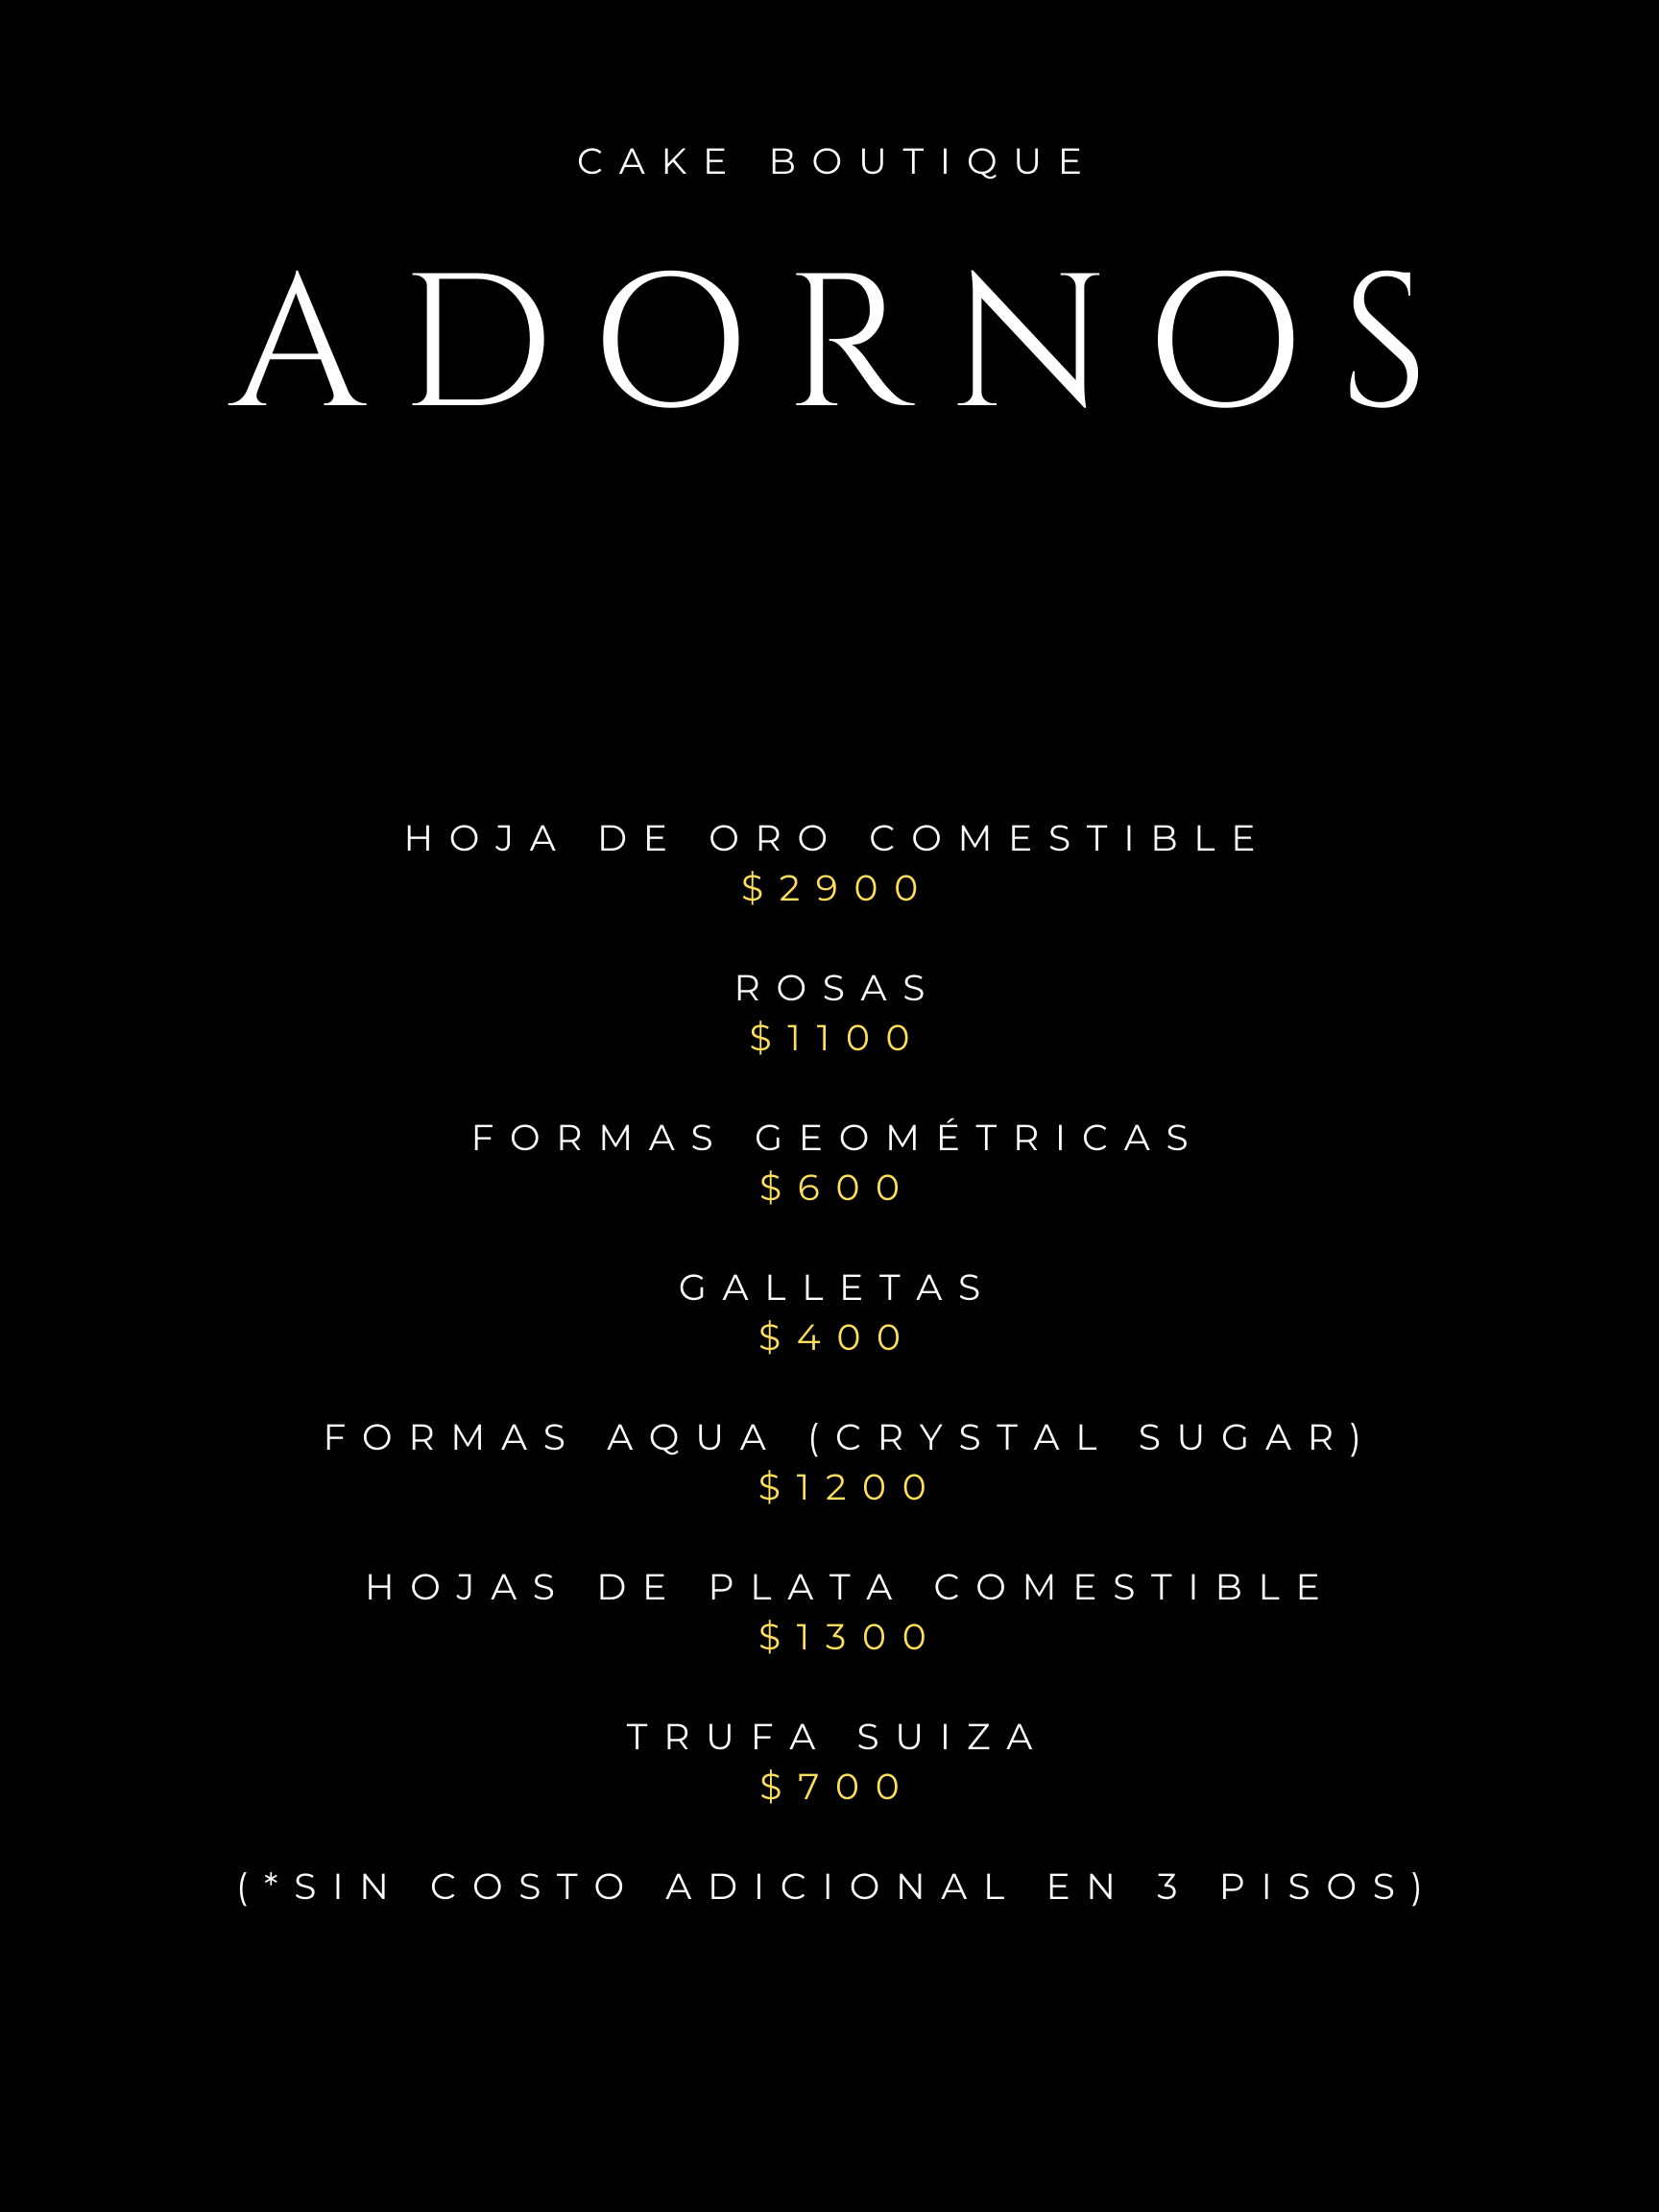 CAKE BOUTIQUE
ADORNOS
HOJA DE ORO COMESTIBLE
$2900
ROSAS
$1100
FORMAS GEOMÉTRICAS
$600
GALLETAS
$400
FORMAS AQUA (CRYSTAL SUGAR)
$1200
HOJAS DE PLATA COMESTIBLE
$1300
TRUFA SUIZA
$700
(*SIN COSTO ADICIONAL EN 3 PISOS)